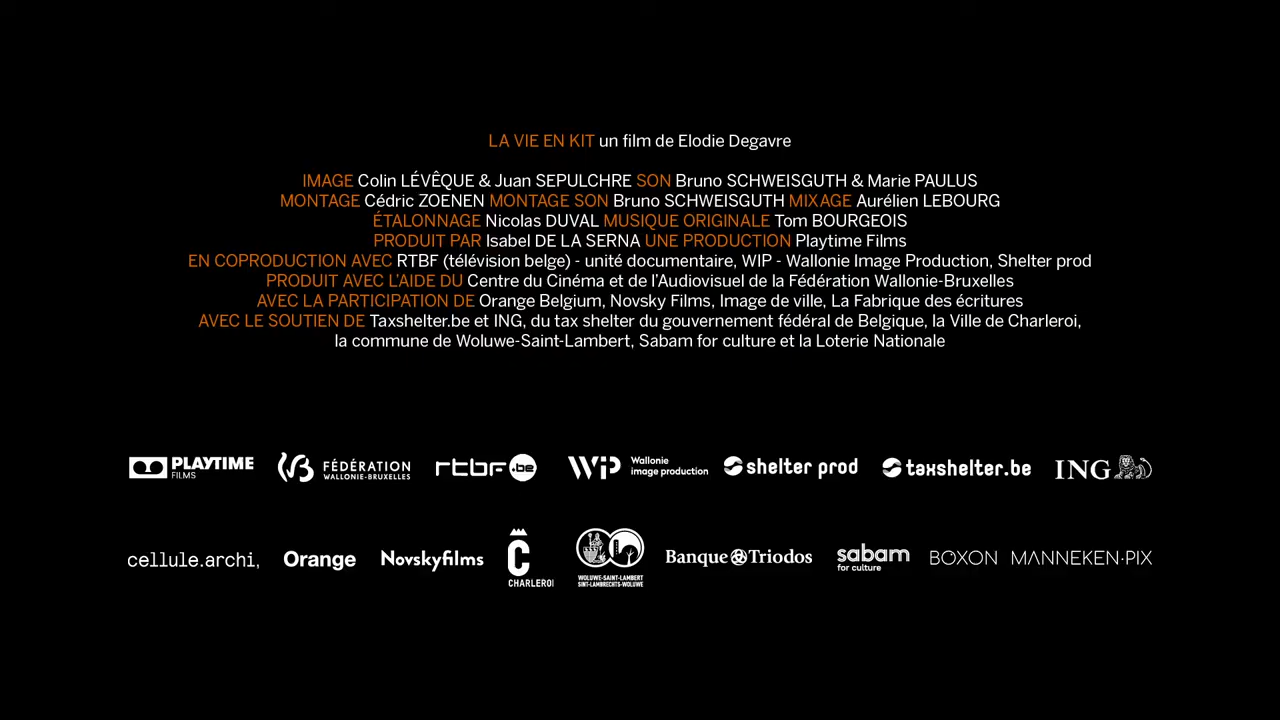 LA VIE EN KIT un film de Elodie Degavre
IMAGE Colin LÉVÊQUE & Juan SEPULCHRE SON Bruno SCHWEISGUTH & Marie PAULUS
MONTAGE Cédric ZOENEN MONTAGE SON Bruno SCHWEISGUTH MIXAGE Aurélien LEBOURG
ÉTALONNAGE Nicolas DUVAL MUSIQUE ORIGINALE Tom BOURGEOIS
PRODUIT PAR Isabel DE LA SERNA UNE PRODUCTION Playtime Films
EN COPRODUCTION AVEC RTBF (télévision belge) - unité documentaire, WIP - Wallonie Image Production, Shelter prod
PRODUIT AVEC L'AIDE DU Centre du Cinéma et de l'Audiovisuel de la Fédération Wallonie-Bruxelles
AVEC LA PARTICIPATION DE Orange Belgium, Novsky Films, Image de ville, La Fabrique des écritures
AVEC LE SOUTIEN DE Taxshelter.be et ING, du tax shelter du gouvernement fédéral de Belgique, la Ville de Charleroi,
la commune de Woluwe-Saint-Lambert, Sabam for culture et la Loterie Nationale
PLAYTIME
FILMS
FÉDÉRATION
WALLONIE-BRUXELLES
rtbf.be
WIP
Wallonie
image production
shelter prod
taxshelter.be
ING
cellule.archi,
Orange
Novskyfilms
C
CHARLEROI
WOLUWE-SAINT-LAMBERT
SINT-LAMBRECHTS-WOLUWE
Banque Triodos
sabam
for culture
BOXON
MANNEKEN·PIX